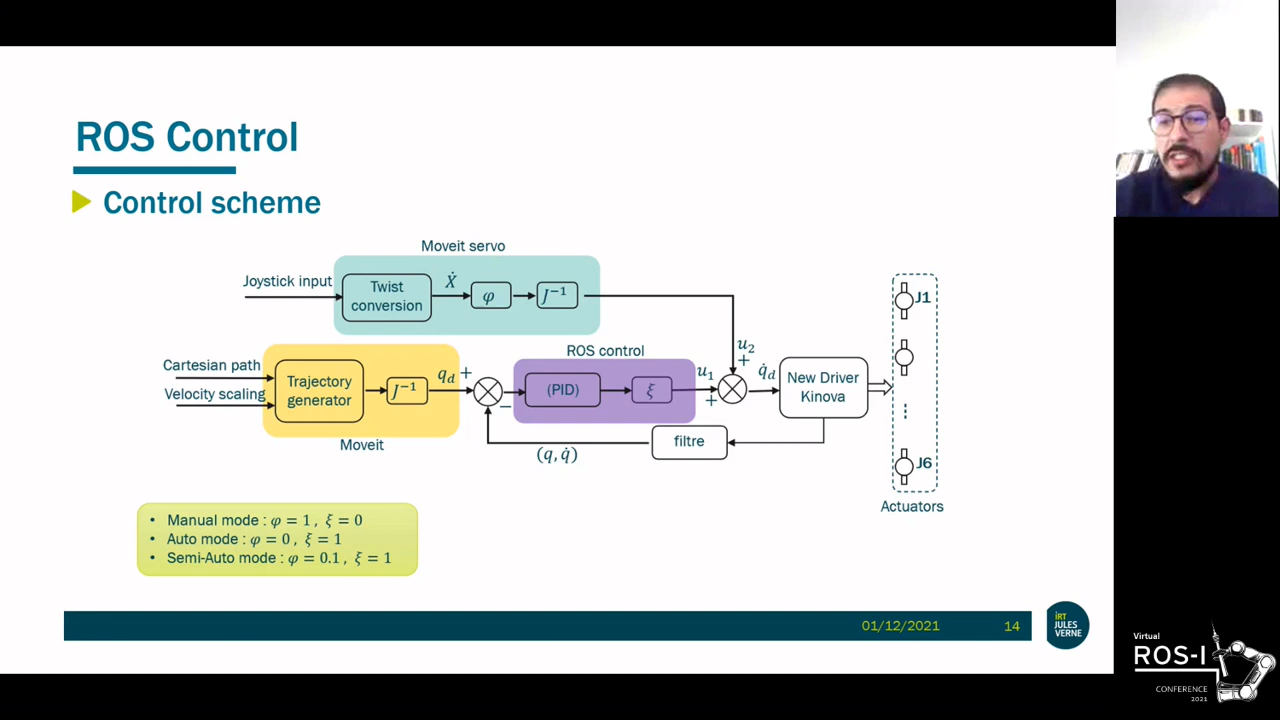 ROS Control
Control scheme
Moveit servo
Joystick input
Twist
conversion
Ẋ
φ
J⁻¹
Cartesian path
Velocity scaling
Trajectory
generator
J⁻¹
Moveit
q_d
+
−
ROS control
(PID)
ξ
u₁
+
u₂
+
q̇_d
New Driver
Kinova
filtre
(q, q̇)
J1
⋮
J6
Actuators
• Manual mode : φ = 1 , ξ = 0
• Auto mode : φ = 0 , ξ = 1
• Semi-Auto mode : φ = 0.1 , ξ = 1
01/12/2021
14
iRT
JULES
VERNE
Virtual
ROS-I
CONFERENCE
2021